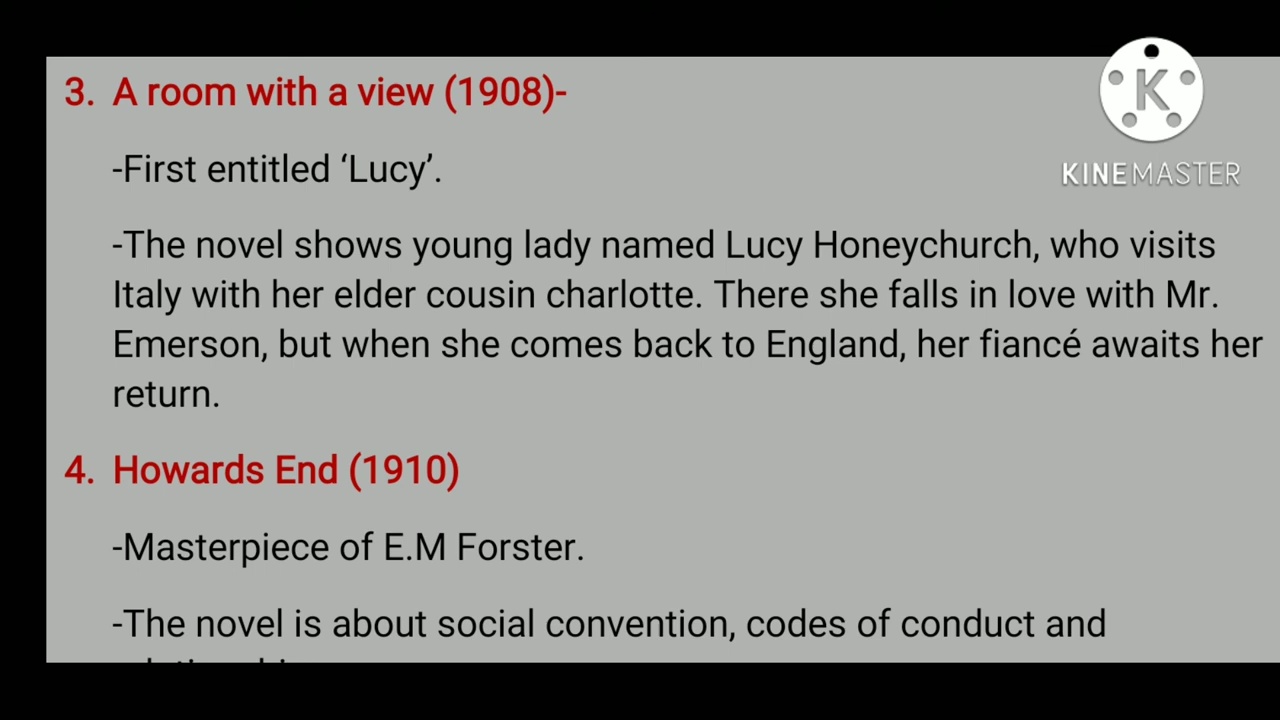 3. A room with a view (1908)-
KINEMASTER
-First entitled ‘Lucy’.
-The novel shows young lady named Lucy Honeychurch, who visits
Italy with her elder cousin charlotte. There she falls in love with Mr.
Emerson, but when she comes back to England, her fiancé awaits her
return.
4. Howards End (1910)
-Masterpiece of E.M Forster.
-The novel is about social convention, codes of conduct and